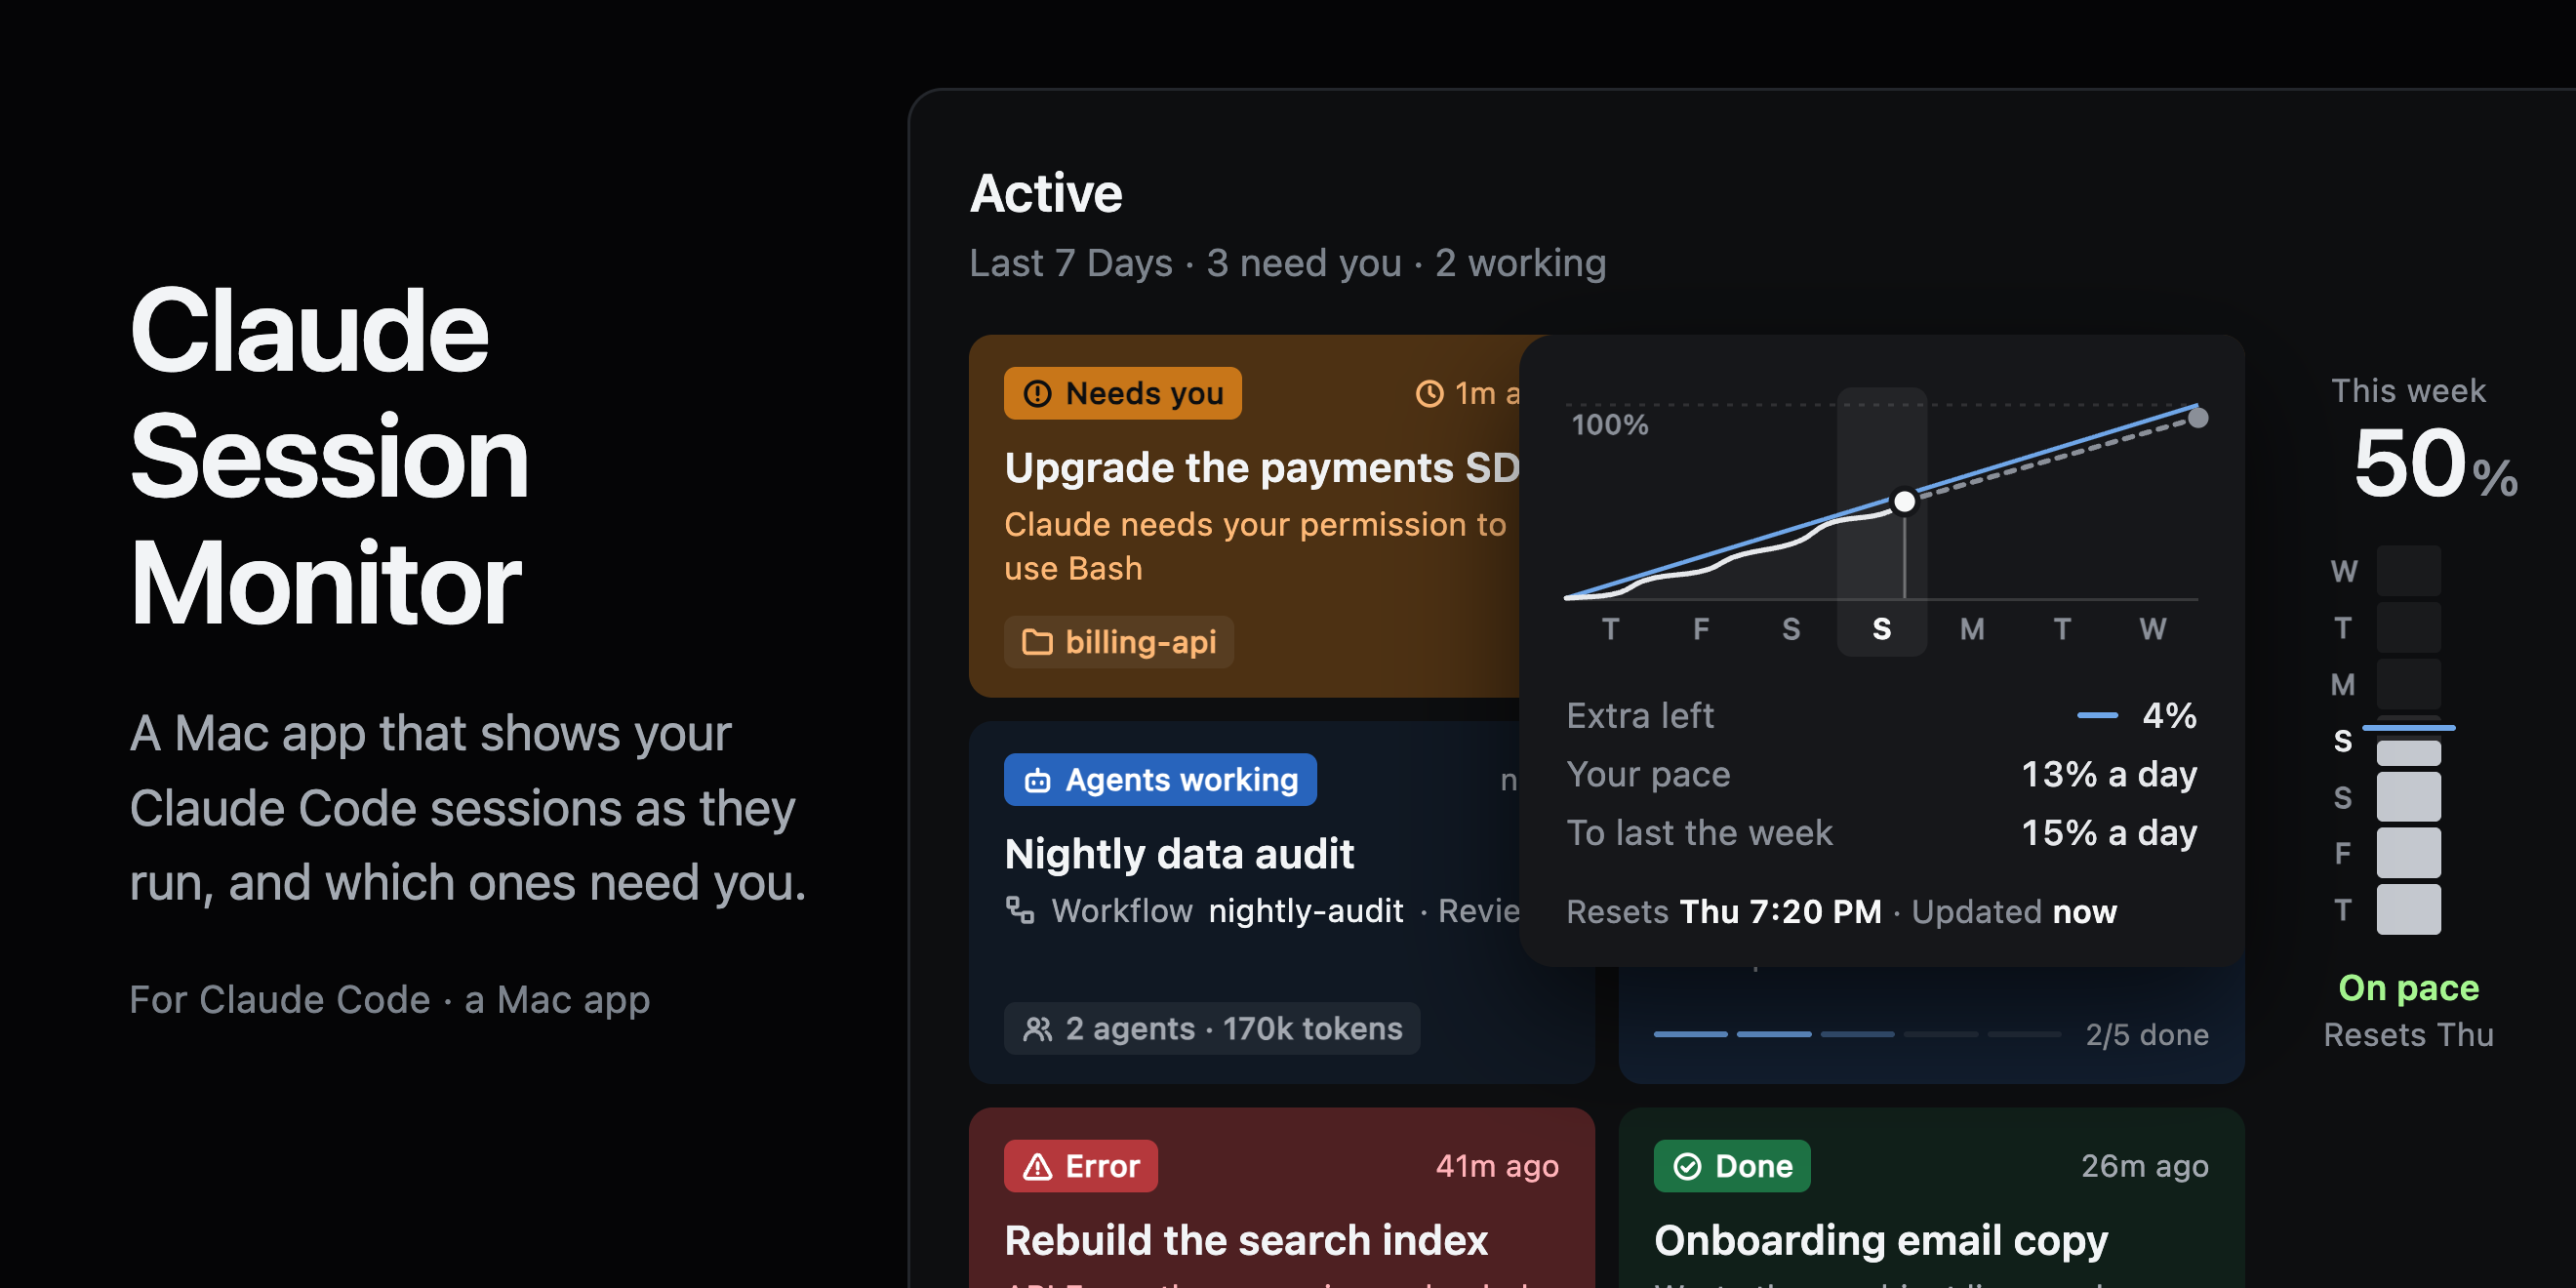 Claude
Session
Monitor
A Mac app that shows your
Claude Code sessions as they
run, and which ones need you.
For Claude Code · a Mac app
Active
Last 7 Days · 3 need you · 2 working
Needs you
1m
Upgrade the payments
Claude needs your permission to
use Bash
billing-api
Agents working
Nightly data audit
Workflow nightly-audit ·
2 agents · 170k tokens
100%
T F S S M T W
Extra left 4%
Your pace 13% a day
To last the week 15% a day
Resets Thu 7:20 PM · Updated now
2/5 done
Error
41m ago
Rebuild the search index
Done
26m ago
Onboarding email copy
This week
50%
W
T
M
S
S
F
T
On pace
Resets Thu